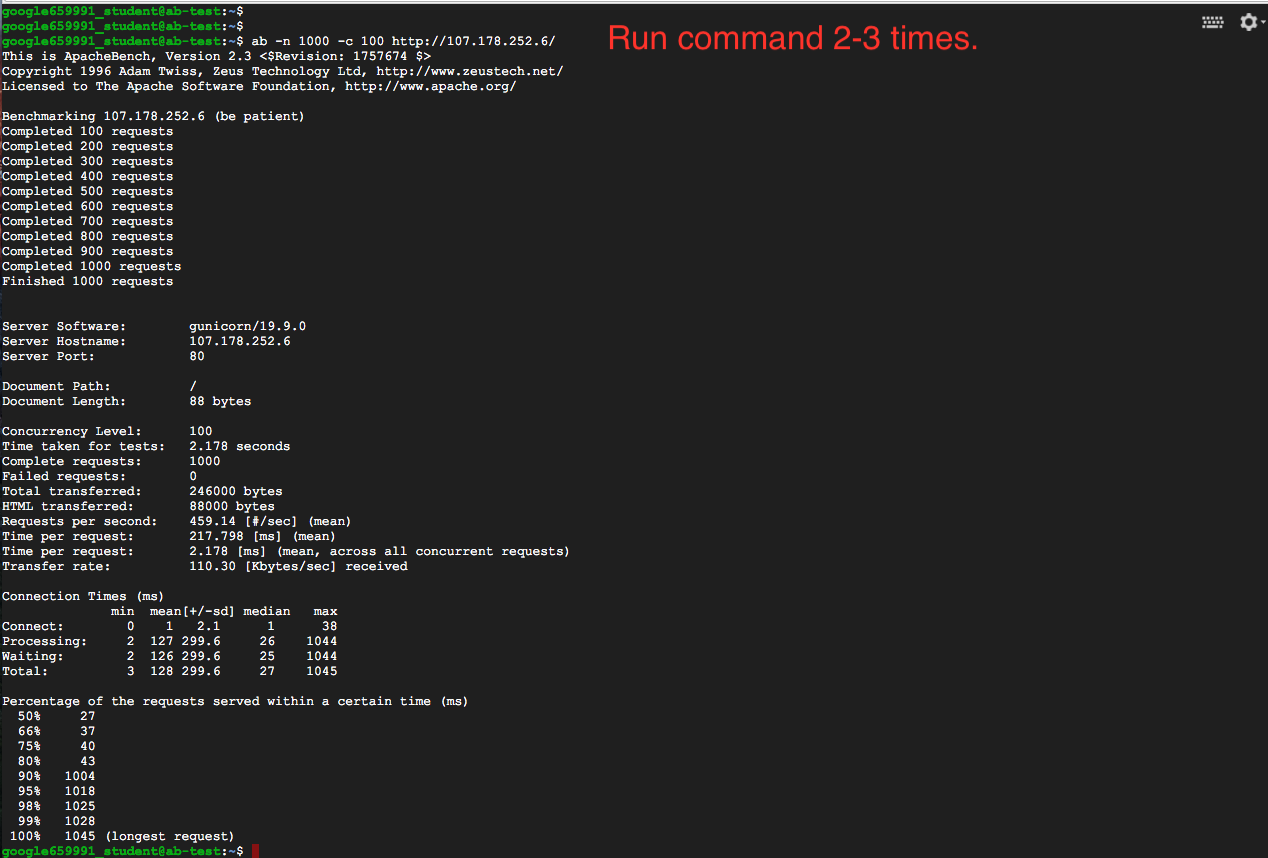 google659991_student@ab-test:~$
google659991_student@ab-test:~$
google659991_student@ab-test:~$ ab -n 1000 -c 100 http://107.178.252.6/
Run command 2-3 times.
This is ApacheBench, Version 2.3 <$Revision: 1757674 $>
Copyright 1996 Adam Twiss, Zeus Technology Ltd, http://www.zeustech.net/
Licensed to The Apache Software Foundation, http://www.apache.org/

Benchmarking 107.178.252.6 (be patient)
Completed 100 requests
Completed 200 requests
Completed 300 requests
Completed 400 requests
Completed 500 requests
Completed 600 requests
Completed 700 requests
Completed 800 requests
Completed 900 requests
Completed 1000 requests
Finished 1000 requests

Server Software:        gunicorn/19.9.0
Server Hostname:        107.178.252.6
Server Port:            80

Document Path:          /
Document Length:        88 bytes

Concurrency Level:      100
Time taken for tests:   2.178 seconds
Complete requests:      1000
Failed requests:        0
Total transferred:      246000 bytes
HTML transferred:       88000 bytes
Requests per second:    459.14 [#/sec] (mean)
Time per request:       217.798 [ms] (mean)
Time per request:       2.178 [ms] (mean, across all concurrent requests)
Transfer rate:          110.30 [Kbytes/sec] received

Connection Times (ms)
              min  mean[+/-sd] median   max
Connect:        0    1   2.1      1      38
Processing:     2  127 299.6     26    1044
Waiting:        2  126 299.6     25    1044
Total:          3  128 299.6     27    1045

Percentage of the requests served within a certain time (ms)
  50%     27
  66%     37
  75%     40
  80%     43
  90%   1004
  95%   1018
  98%   1025
  99%   1028
 100%   1045 (longest request)
google659991_student@ab-test:~$